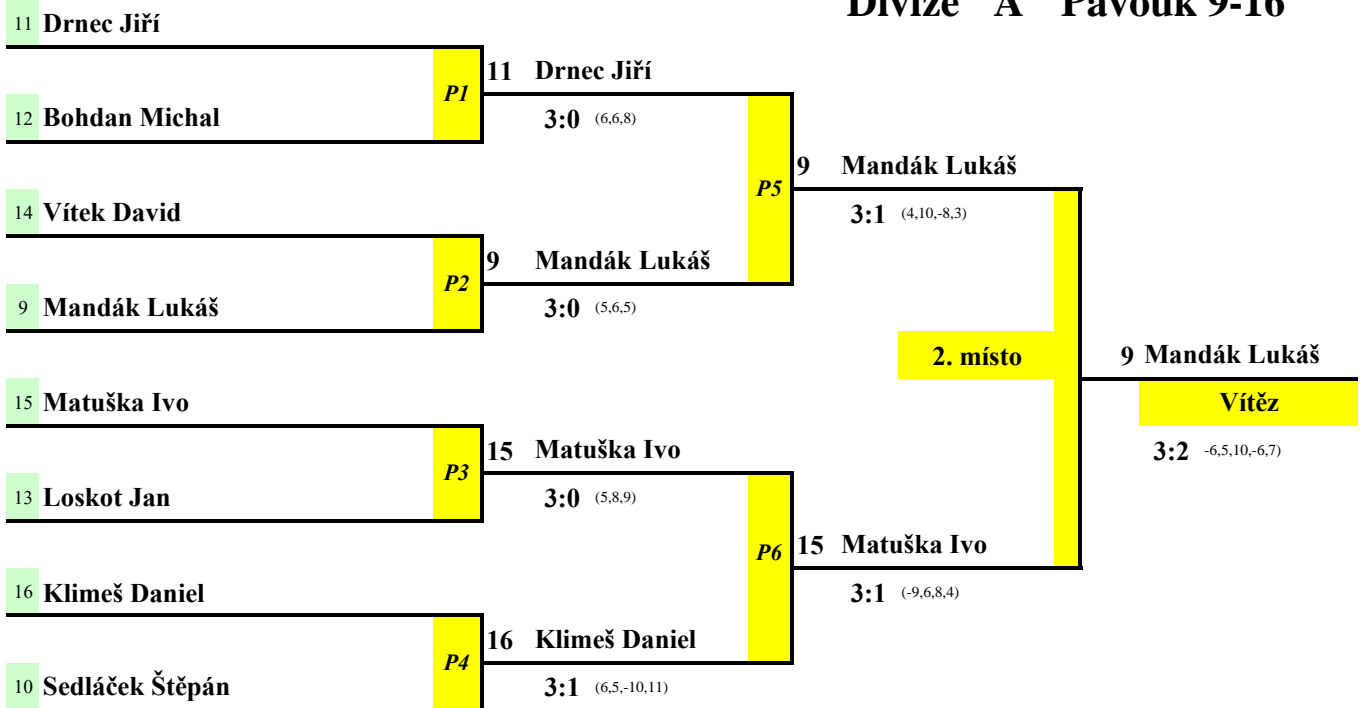 Divize "A" Pavouk 9-16
11 Drnec Jiří
11 Drnec Jiří
P1
12 Bohdan Michal
3:0 (6,6,8)
9 Mandák Lukáš
P5
14 Vítek David
3:1 (4,10,-8,3)
9 Mandák Lukáš
P2
9 Mandák Lukáš
3:0 (5,6,5)
2. místo
9 Mandák Lukáš
15 Matuška Ivo
Vítěz
15 Matuška Ivo
3:2 -6,5,10,-6,7)
P3
13 Loskot Jan
3:0 (5,8,9)
15 Matuška Ivo
P6
16 Klimeš Daniel
3:1 (-9,6,8,4)
16 Klimeš Daniel
P4
10 Sedláček Štěpán
3:1 (6,5,-10,11)